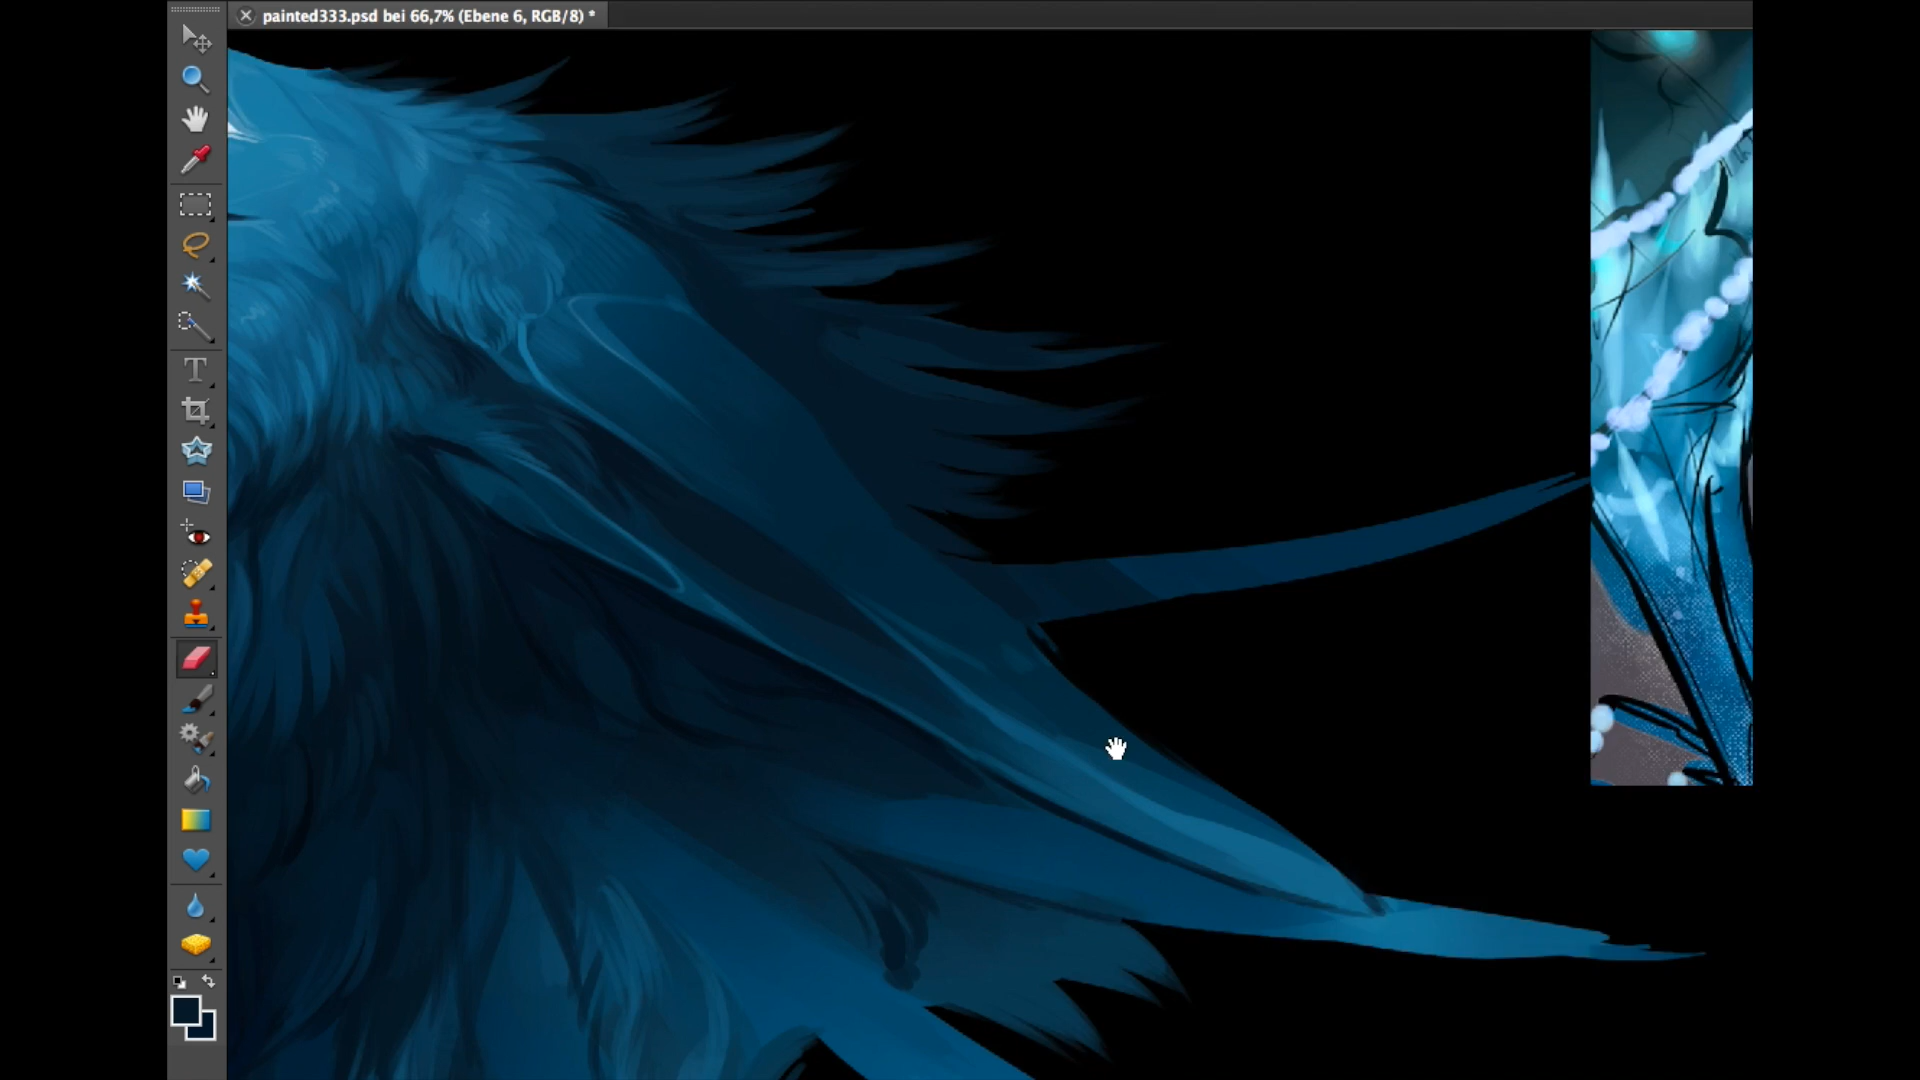 painted333.psd bei 66,7% (Ebene 6, RGB/8) *
T